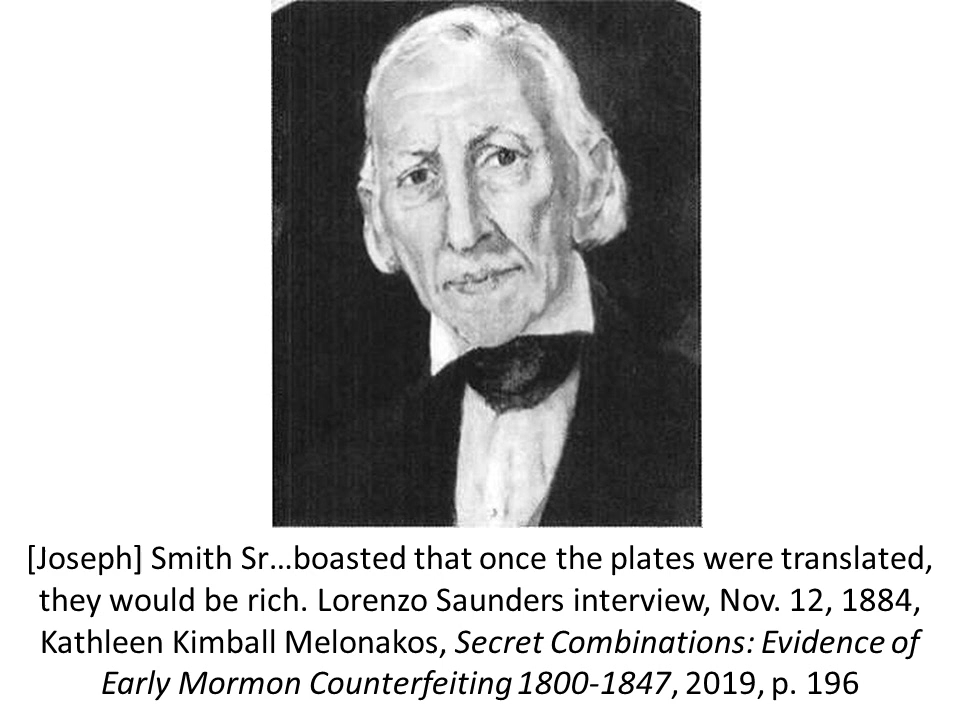 [Joseph] Smith Sr…boasted that once the plates were translated,
they would be rich. Lorenzo Saunders interview, Nov. 12, 1884,
Kathleen Kimball Melonakos, Secret Combinations: Evidence of
Early Mormon Counterfeiting 1800-1847, 2019, p. 196